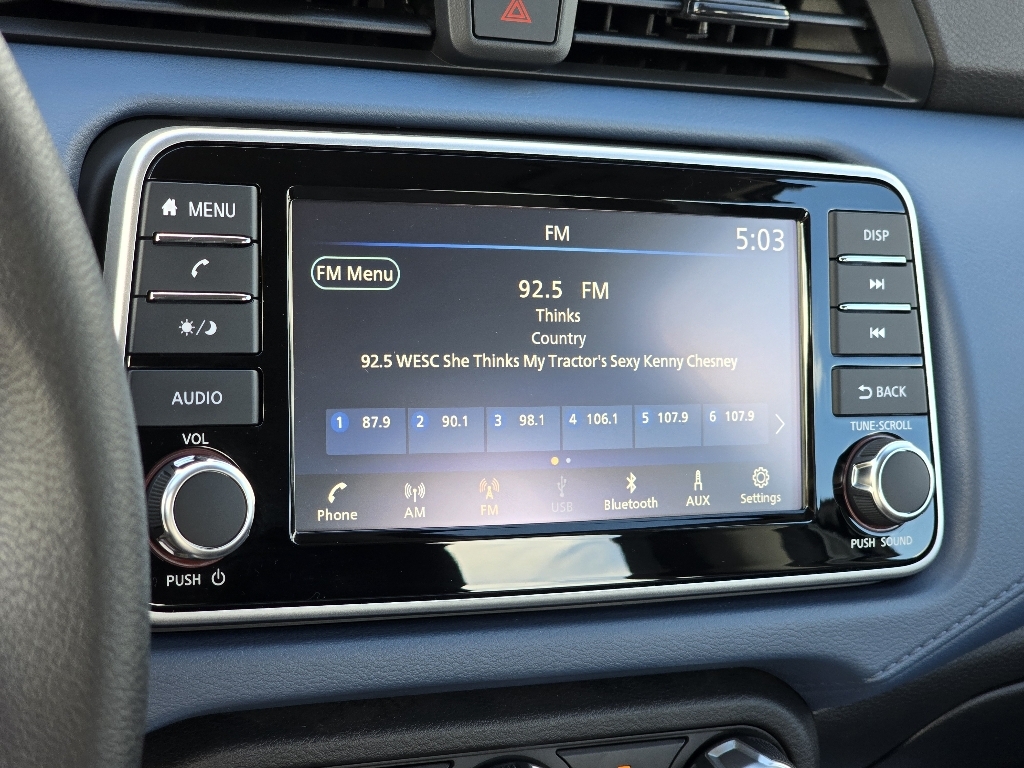 MENU
AUDIO
VOL
PUSH
FM
5:03
FM Menu
92.5 FM
Thinks
Country
92.5 WESC She Thinks My Tractor's Sexy Kenny Chesney
1 87.9 2 90.1 3 98.1 4 106.1 5 107.9 6 107.9
Phone AM FM USB Bluetooth AUX Settings
DISP
BACK
TUNE·SCROLL
PUSH SOUND